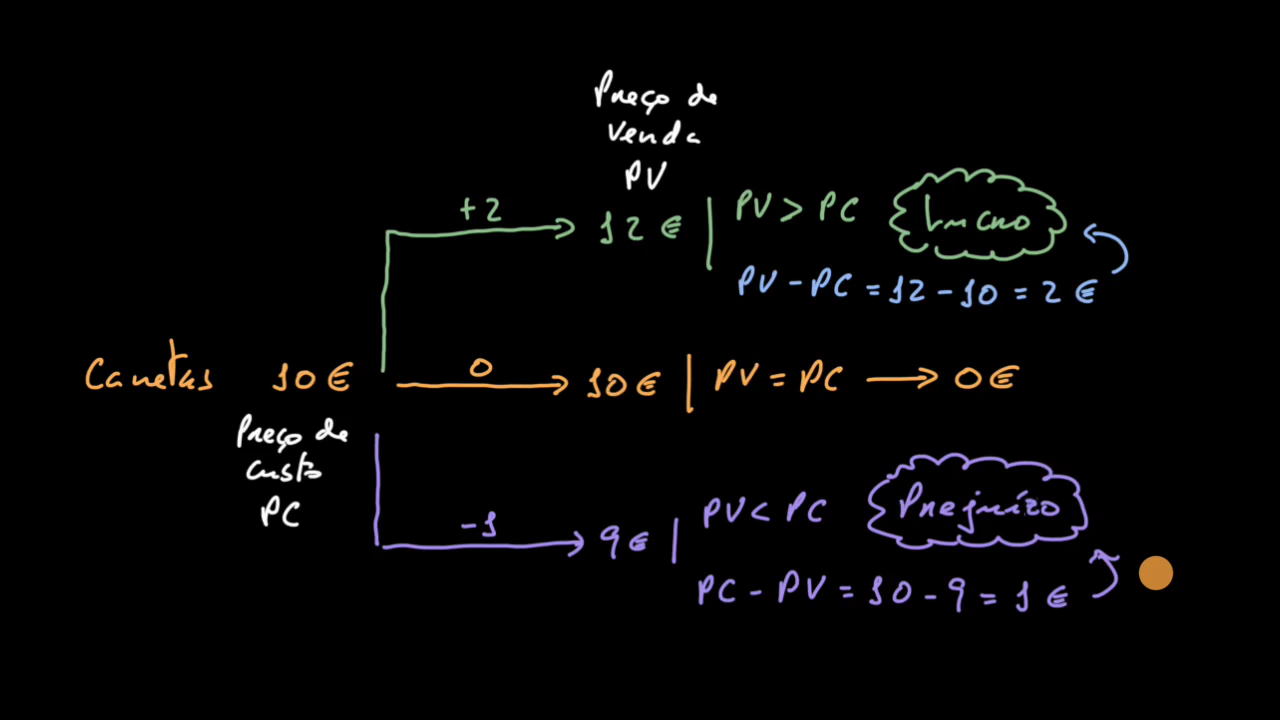 Preço de
venda
PV
+2
12 €
PV > PC
Lucro
PV - PC = 12 - 10 = 2 €
Canetas 10 €
0
10 €
PV = PC → 0 €
Preço de
custo
PC
-1
9 €
PV < PC
Prejuízo
PC - PV = 10 - 9 = 1 €